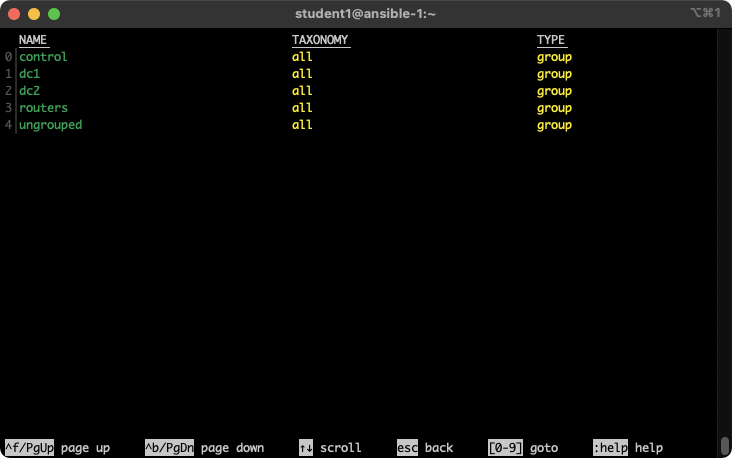 student1@ansible-1:~ ⌥⌘1
NAME TAXONOMY TYPE
0 control all group
1 dc1 all group
2 dc2 all group
3 routers all group
4 ungrouped all group
^f/PgUp page up ^b/PgDn page down ↑↓ scroll esc back [0-9] goto :help help